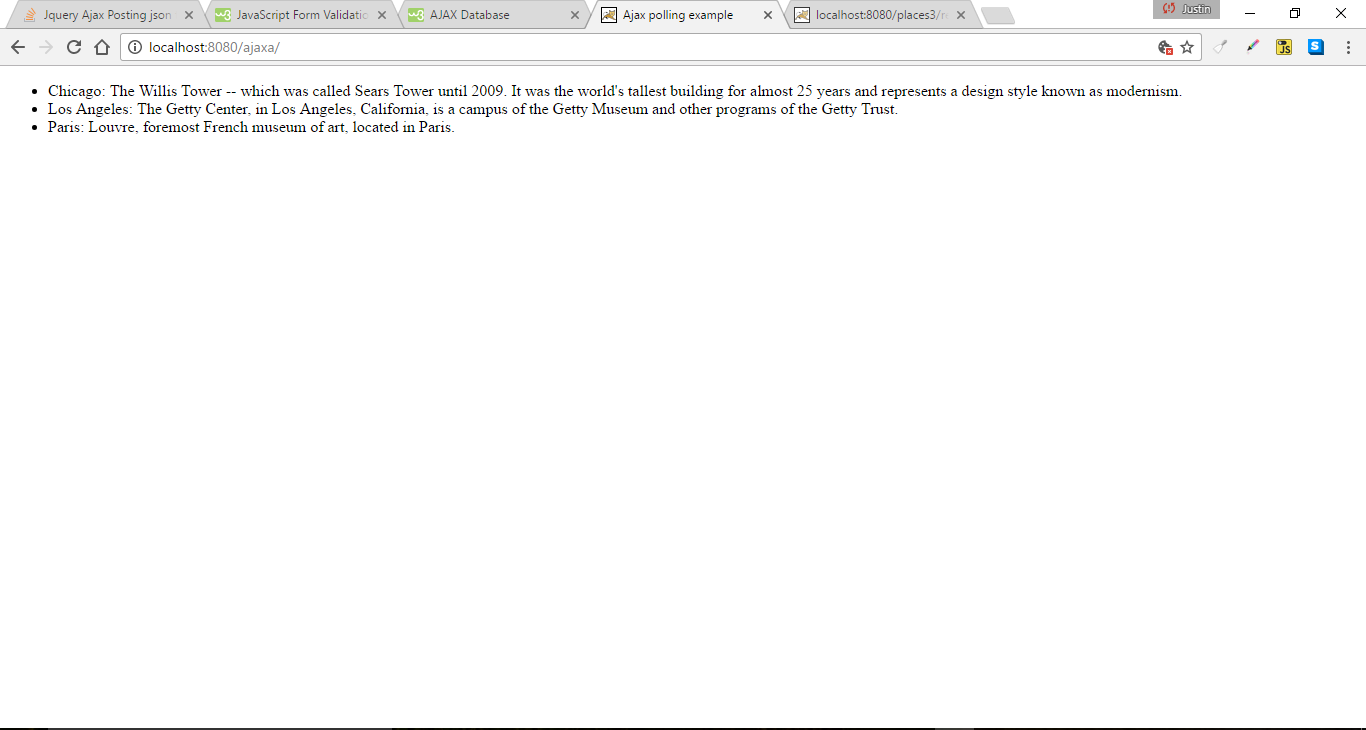 Jquery Ajax Posting json
JavaScript Form Validatio
AJAX Database
Ajax polling example
localhost:8080/places3/r
Justin
localhost:8080/ajaxa/
JS
S
Chicago: The Willis Tower -- which was called Sears Tower until 2009. It was the world's tallest building for almost 25 years and represents a design style known as modernism.
Los Angeles: The Getty Center, in Los Angeles, California, is a campus of the Getty Museum and other programs of the Getty Trust.
Paris: Louvre, foremost French museum of art, located in Paris.